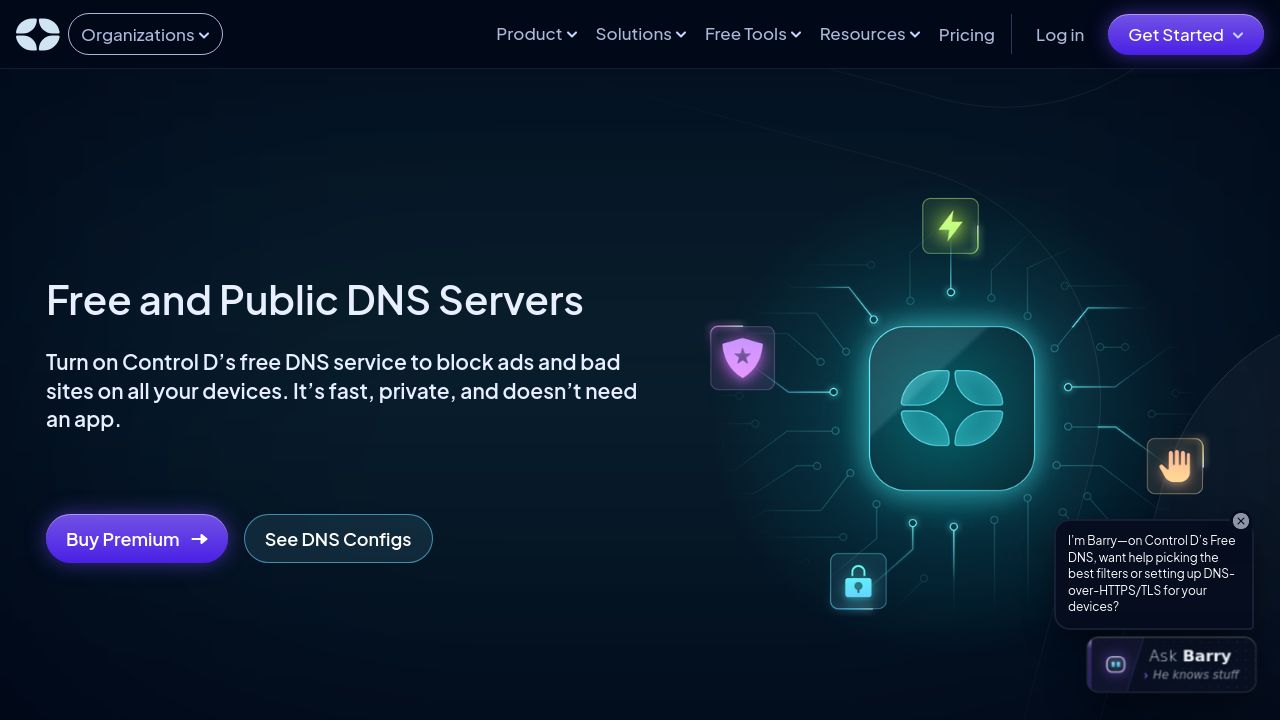 Organizations
Product
Solutions
Free Tools
Resources
Pricing
Log in
Get Started
Free and Public DNS Servers
Turn on Control D’s free DNS service to block ads and bad
sites on all your devices. It’s fast, private, and doesn’t need
an app.
Buy Premium
See DNS Configs
I’m Barry—on Control D’s Free
DNS, want help picking the
best filters or setting up DNS-
over-HTTPS/TLS for your
devices?
Ask Barry
› He knows stuff